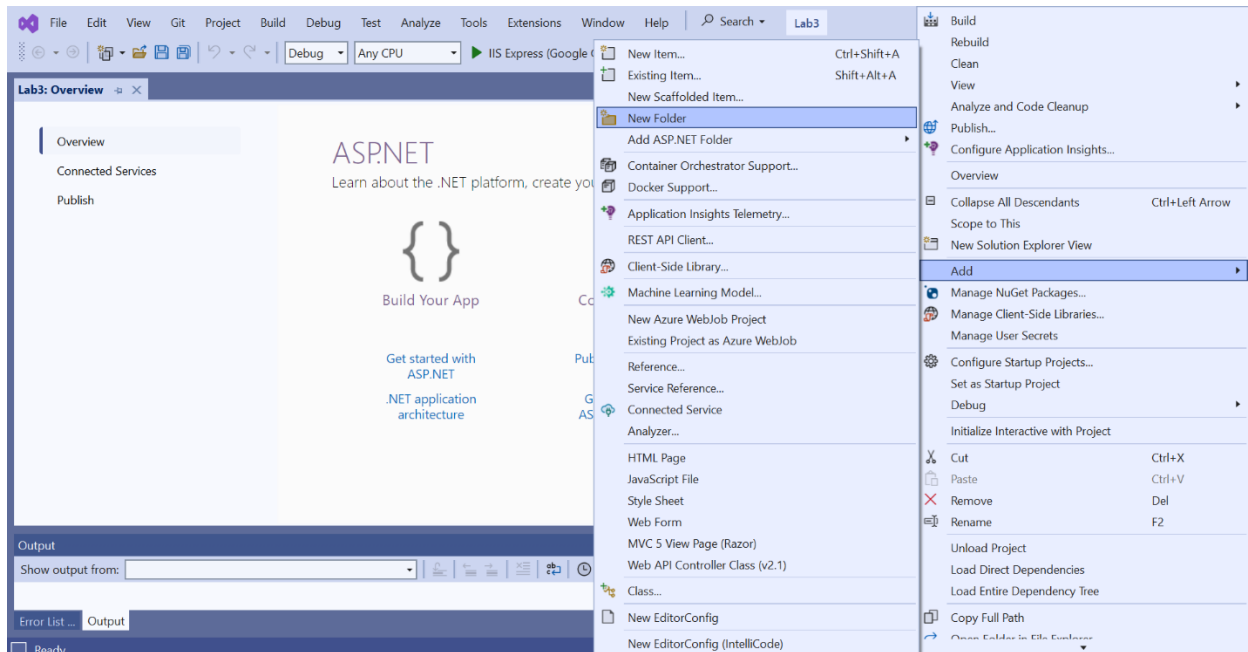 File Edit View Git Project Build Debug Test Analyze Tools Extensions Window Help Search Lab3
Debug Any CPU IIS Express (Google
Lab3: Overview
Overview
Connected Services
Publish
ASP.NET
Learn about the .NET platform, create you
Build Your App
Get started with
ASP.NET
.NET application
architecture
Output
Show output from:
Error List ... Output
Ready
New Item... Ctrl+Shift+A
Existing Item... Shift+Alt+A
New Scaffolded Item...
New Folder
Add ASP.NET Folder
Container Orchestrator Support...
Docker Support...
Application Insights Telemetry...
REST API Client...
Client-Side Library...
Machine Learning Model...
New Azure WebJob Project
Existing Project as Azure WebJob
Reference...
Service Reference...
Connected Service
Analyzer...
HTML Page
JavaScript File
Style Sheet
Web Form
MVC 5 View Page (Razor)
Web API Controller Class (v2.1)
Class...
New EditorConfig
New EditorConfig (IntelliCode)
Build
Rebuild
Clean
View
Analyze and Code Cleanup
Publish...
Configure Application Insights...
Overview
Collapse All Descendants Ctrl+Left Arrow
Scope to This
New Solution Explorer View
Add
Manage NuGet Packages...
Manage Client-Side Libraries...
Manage User Secrets
Configure Startup Projects...
Set as Startup Project
Debug
Initialize Interactive with Project
Cut Ctrl+X
Paste Ctrl+V
Remove Del
Rename F2
Unload Project
Load Direct Dependencies
Load Entire Dependency Tree
Copy Full Path
Open Folder in File Explorer